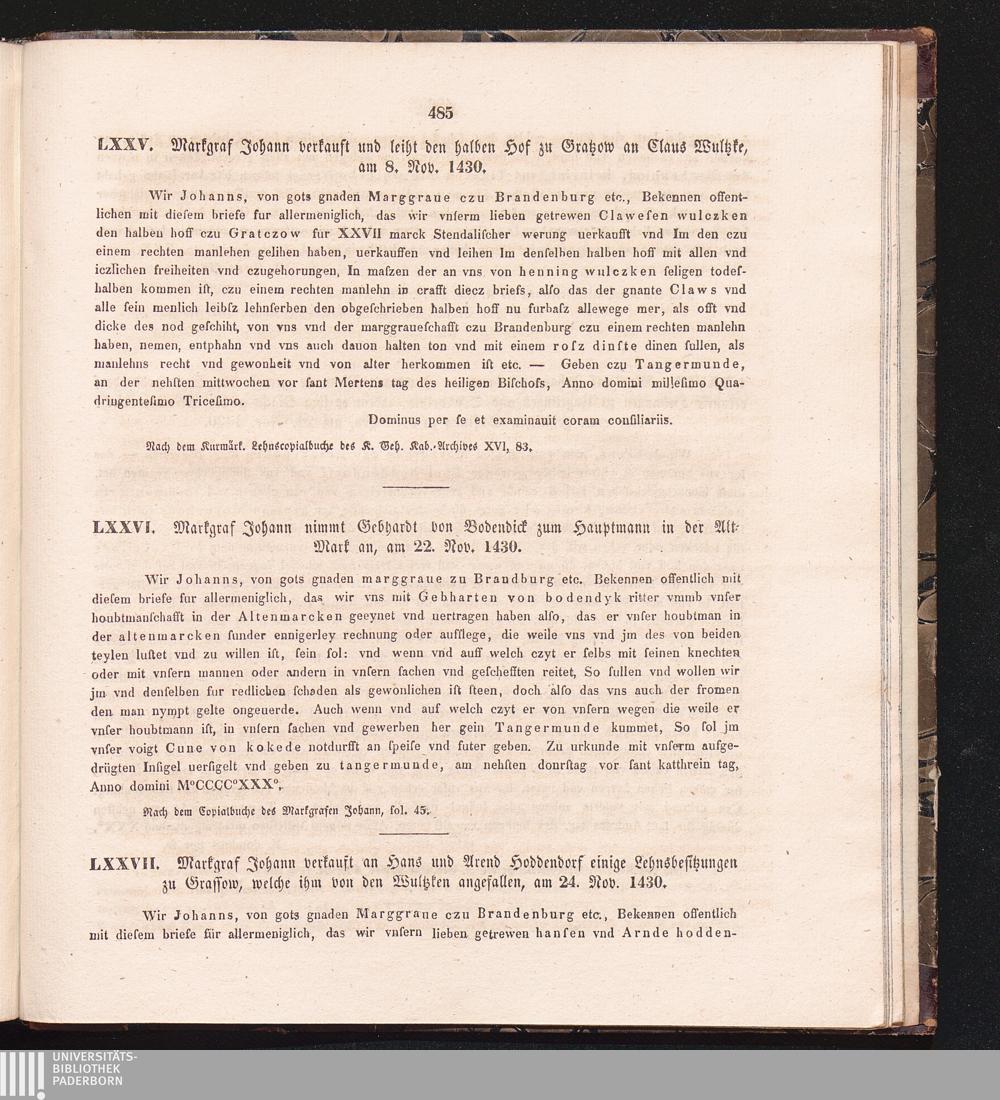 485
LXXV. Markgraf Johann verkauft und leiht den halben Hof zu Gratzow an Claus Wultzke,
am 8. Nov. 1430.
Wir Johanns, von gots gnaden Marggraue czu Brandenburg etc., Bekennen offent-
lichen mit dieſem briefe fur allermeniglich, das wir vnſerm lieben getrewen Claweſen wulczken
den halben hoff czu Gratczow fur XXVII marck Stendaliſcher werung uerkaufft vnd Im den czu
einem rechten manlehen gelihen haben, uerkauffen vnd leihen Im denſelben halben hoff mit allen vnd
iczlichen freiheiten vnd czugehorungen, In maſzen der an vns von henning wulczken ſeligen todeſ-
halben kommen iſt, czu einem rechten manlehn in crafft diecz briefs, alſo das der gnante Claws vnd
alle ſein menlich leibſz lehnſerben den obgeſchrieben halben hoff nu furbaſz allewege mer, als offt vnd
dicke des nod geſchiht, von vns vnd der marggraueſchafft czu Brandenburg czu einem rechten manlehn
haben, nemen, entphahn vnd vns auch dauon halten ton vnd mit einem roſz dinſte dinen ſullen, als
manlehns recht vnd gewonheit vnd von alter herkommen iſt etc. — Geben czu Tangermunde,
an der nehſten mittwochen vor ſant Mertens tag des heiligen Biſchofs, Anno domini milleſimo Qua-
dringenteſimo Triceſimo.
Dominus per ſe et examinauit coram conſiliariis.
Nach dem Kurmärk. Lehnscopialbuche des K. Geh. Kab.-Archives XVI, 83.
LXXVI. Markgraf Johann nimmt Gebhardt von Bodendick zum Hauptmann in der Alt-
Mark an, am 22. Nov. 1430.
Wir Johanns, von gots gnaden marggraue zu Brandburg etc. Bekennen offentlich mit
dieſem briefe fur allermeniglich, das wir vns mit Gebharten von bodendyk ritter vmmb vnſer
houbtmanſchafft in der Altenmarcken geeynet vnd uertragen haben alſo, das er vnſer houbtman in
der altenmarcken ſunder ennigerley rechnung oder aufflege, die weile vns vnd jm des von beiden
teylen luſtet vnd zu willen iſt, ſein ſol: vnd wenn vnd auff welch czyt er ſelbs mit ſeinen knechten
oder mit vnſern mannen oder andern in vnſern ſachen vnd geſchefften reitet, So ſullen vnd wollen wir
jm vnd denſelben fur redlichen ſchaden als gewonlichen iſt ſteen, doch alſo das vns auch der fromen
den man nympt gelte ongeuerde. Auch wenn vnd auf welch czyt er von vnſern wegen die weile er
vnſer houbtmann iſt, in vnſern ſachen vnd gewerben her gein Tangermunde kummet, So ſol jm
vnſer voigt Cune von kokede notdurfft an ſpeiſe vnd futer geben. Zu urkunde mit vnſerm aufge-
drügten Inſigel uerſigelt vnd geben zu tangermunde, am nehſten donrſtag vor ſant katthrein tag,
Anno domini MºCCCCºXXXº.
Nach dem Copialbuche des Markgrafen Johann, fol. 45.
LXXVII. Markgraf Johann verkauft an Hans und Arend Hoddendorf einige Lehnsbeſitzungen
zu Graſſow, welche ihm von den Wultzken angefallen, am 24. Nov. 1430.
Wir Johanns, von gots gnaden Marggraue czu Brandenburg etc., Bekennen offentlich
mit dieſem briefe für allermeniglich, das wir vnſern lieben getrewen hanſen vnd Arnde hodden-
UNIVERSITÄTS-
BIBLIOTHEK
PADERBORN